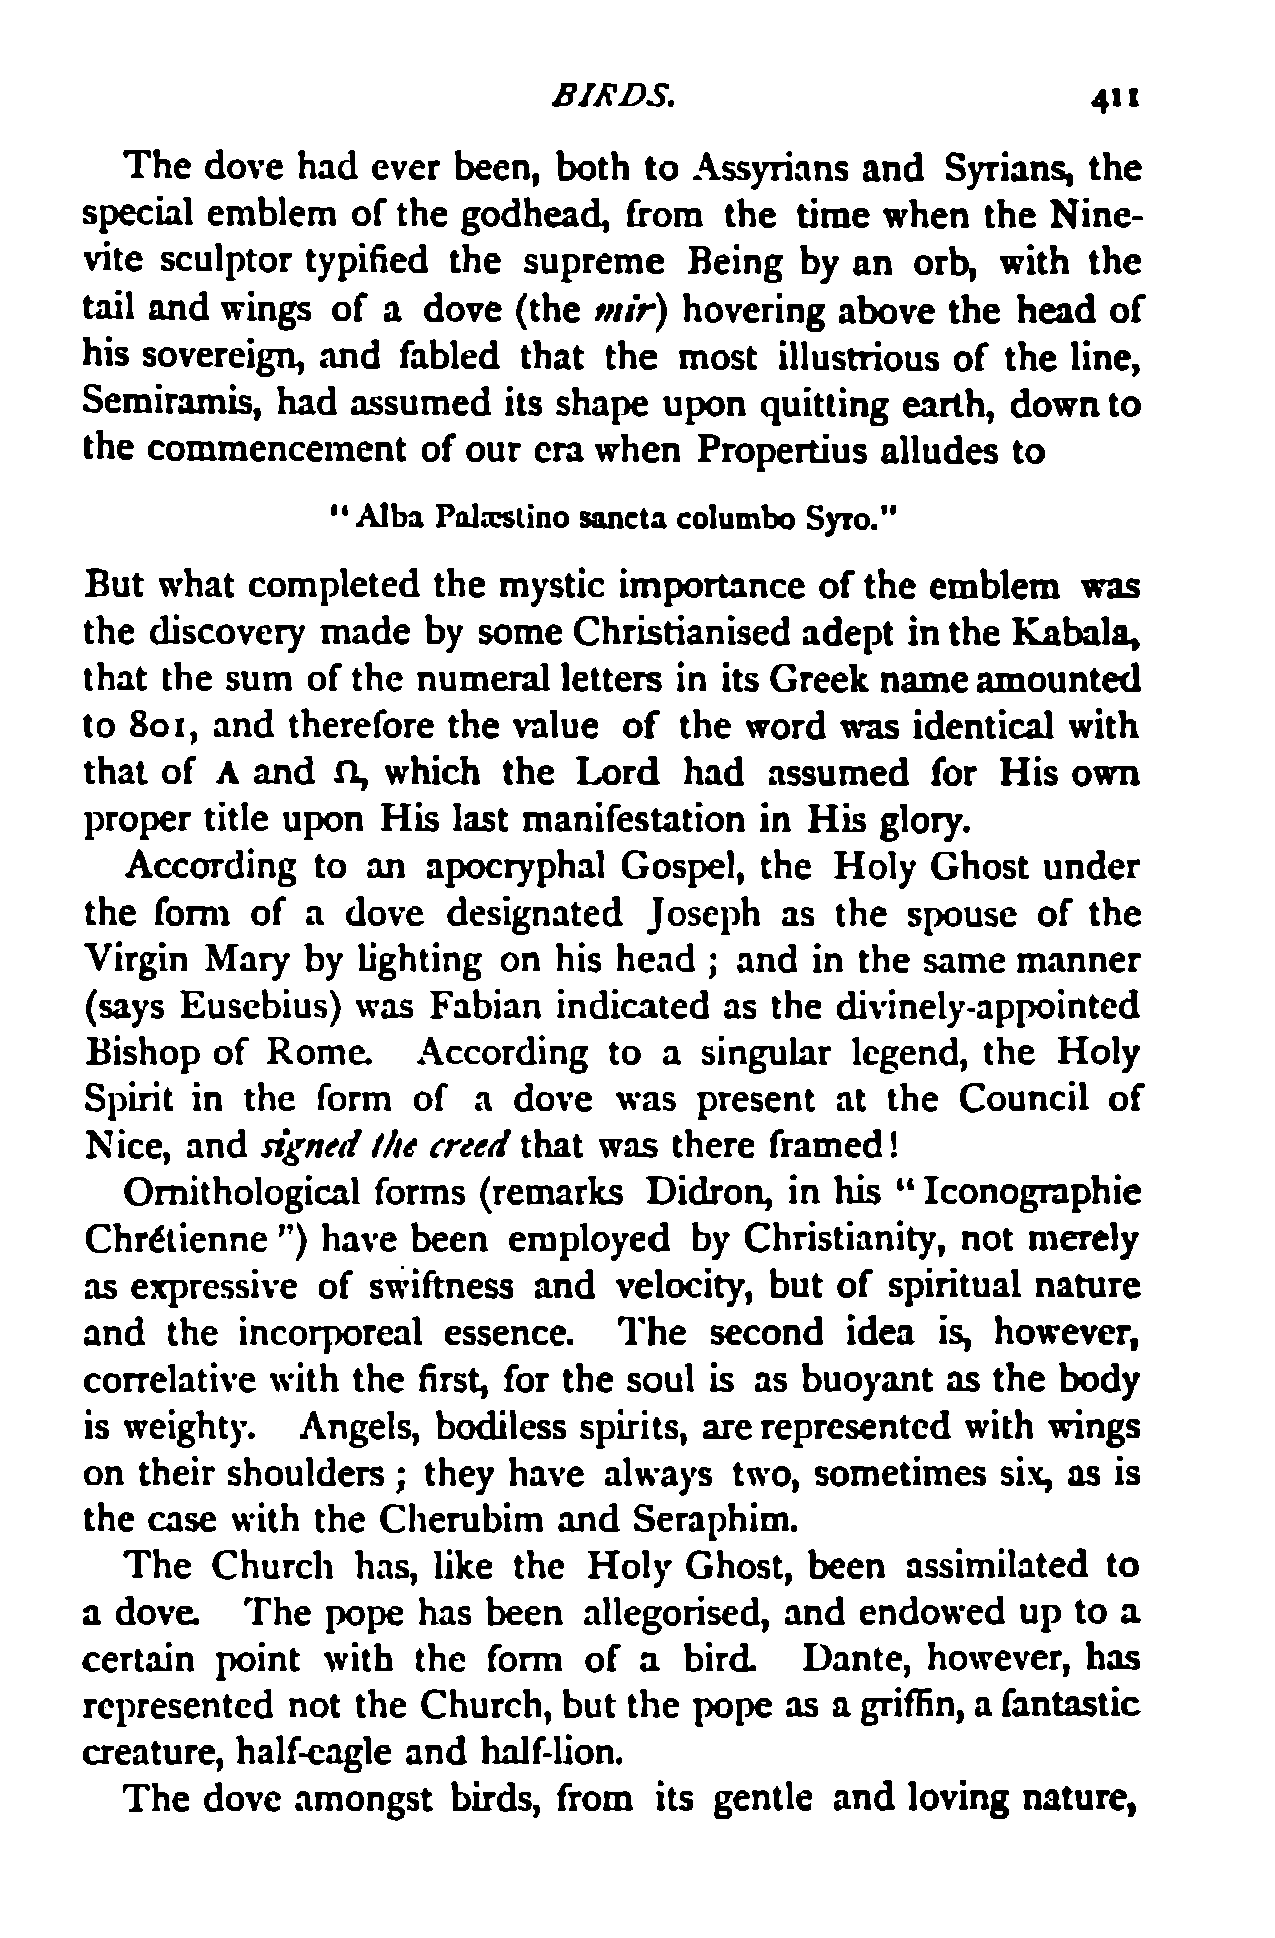 BIRDS. 411
The dove had ever been, both to Assyrians and Syrians, the
special emblem of the godhead, from the time when the Nine-
vite sculptor typified the supreme Being by an orb, with the
tail and wings of a dove (the mir) hovering above the head of
his sovereign, and fabled that the most illustrious of the line,
Semiramis, had assumed its shape upon quitting earth, down to
the commencement of our era when Propertius alludes to
"Alba Palæstino sancta columbo Syro."
But what completed the mystic importance of the emblem was
the discovery made by some Christianised adept in the Kabala,
that the sum of the numeral letters in its Greek name amounted
to 801, and therefore the value of the word was identical with
that of Α and Ω, which the Lord had assumed for His own
proper title upon His last manifestation in His glory.
According to an apocryphal Gospel, the Holy Ghost under
the form of a dove designated Joseph as the spouse of the
Virgin Mary by lighting on his head ; and in the same manner
(says Eusebius) was Fabian indicated as the divinely-appointed
Bishop of Rome. According to a singular legend, the Holy
Spirit in the form of a dove was present at the Council of
Nice, and signed the creed that was there framed!
Ornithological forms (remarks Didron, in his "Iconographie
Chrétienne") have been employed by Christianity, not merely
as expressive of swiftness and velocity, but of spiritual nature
and the incorporeal essence. The second idea is, however,
correlative with the first, for the soul is as buoyant as the body
is weighty. Angels, bodiless spirits, are represented with wings
on their shoulders ; they have always two, sometimes six, as is
the case with the Cherubim and Seraphim.
The Church has, like the Holy Ghost, been assimilated to
a dove. The pope has been allegorised, and endowed up to a
certain point with the form of a bird. Dante, however, has
represented not the Church, but the pope as a griffin, a fantastic
creature, half-eagle and half-lion.
The dove amongst birds, from its gentle and loving nature,